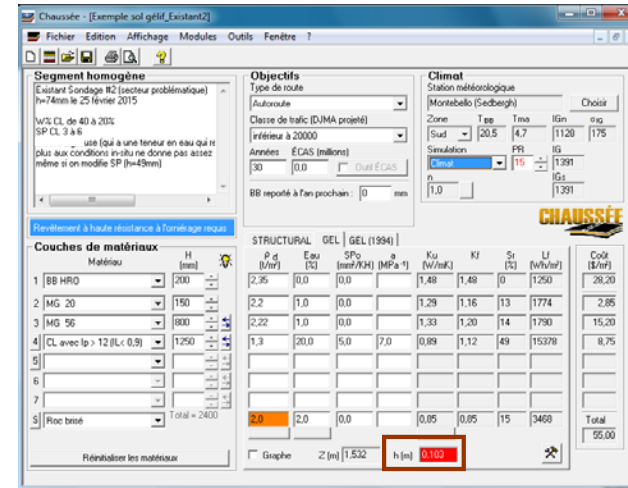 Chaussée - [Exemple sol gélif_Existant2]
Fichier Edition Affichage Modules Outils Fenêtre ?
Segment homogène
Existant Sondage #2 (secteur problématique)
h=74mm le 25 février 2015
W% CL de 40 à 20%
SP CL 3 à 6
use (qui a une teneur en eau qui re
plus aux conditions in-situ ne donne pas assez
même si on modifie SP (h=49mm)
Objectifs
Type de route
Autoroute
Classe de trafic (DJMA projeté)
inférieur à 20000
Années ÉCAS (millions)
30 0,0 Outil ÉCAS
BB reporté à l'an prochain : 0 mm
Climat
Station météorologique
Montebello (Sedbergh) Choisir
Zone T BB Tma IGin σ IG
Sud 20,5 4,7 1120 175
Simulation PR IG
Climat 15 1391
n IGs
1,0 1391
CHAUSSÉE
Revêtement à haute résistance à l'orniérage requis
Couches de matériaux
Matériau H (mm)
STRUCTURAL GEL GEL (1994)
ρ d (t/m³) Eau (%) SPo (mm²/KH) a (MPa⁻¹) Ku (W/mK) Kf Sr (%) Lf (Wh/m³) Coût ($/m²)
1 BB HRO 200 2,35 0,0 0,0 1,48 1,48 0 1250 28,20
2 MG 20 150 2,2 1,0 0,0 1,29 1,16 13 1774 2,85
3 MG 56 800 2,22 1,0 0,0 1,33 1,20 14 1790 15,20
4 CL avec Ip > 12 (IL< 0,9) 1250 1,3 20,0 5,0 7,0 0,89 1,12 49 15378 8,75
5
6
7
Total = 2400
S Roc brisé 2,0 2,0 0,0 0,85 0,85 15 3468 Total
55,00
Réinitialiser les matériaux
Graphe Z (m) 1,532 h (m) 0,103